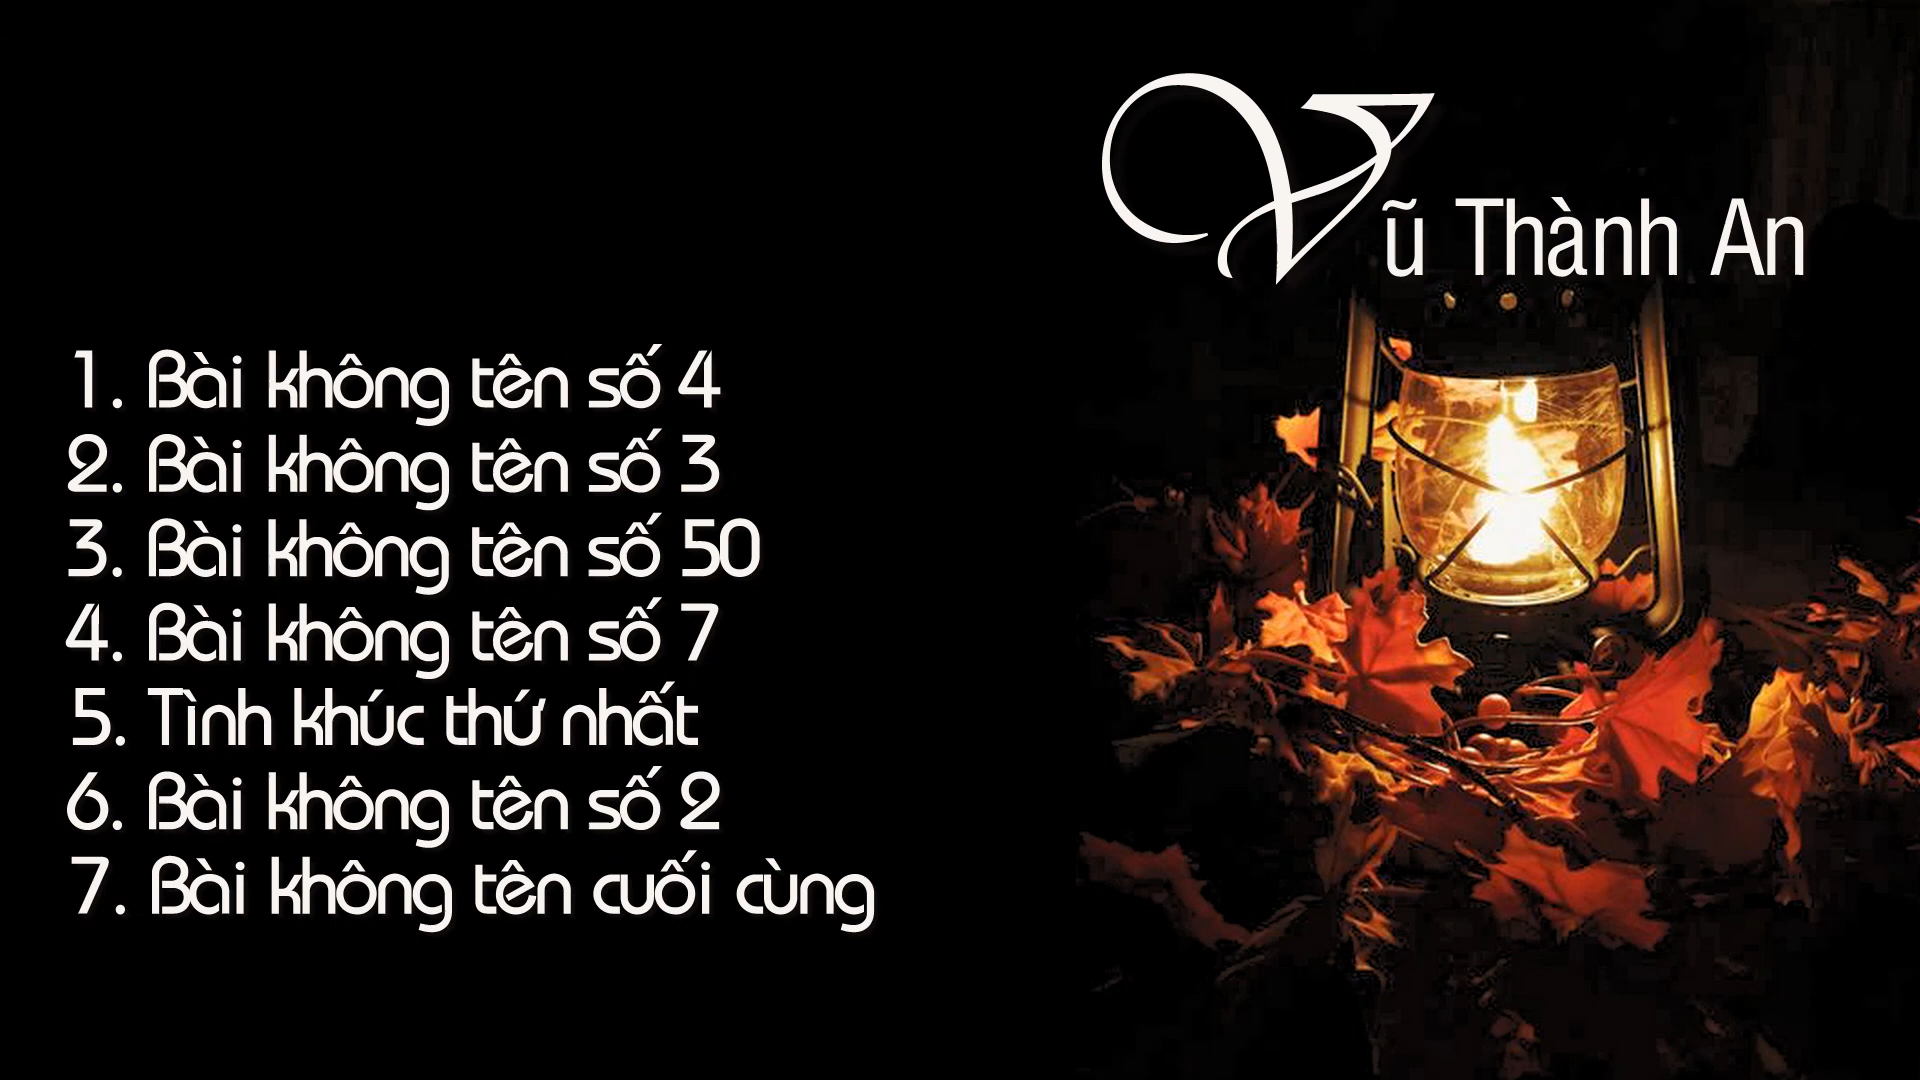 Vũ Thành An
1. Bài không tên số 4
2. Bài không tên số 3
3. Bài không tên số 50
4. Bài không tên số 7
5. Tình khúc thứ nhất
6. Bài không tên số 2
7. Bài không tên cuối cùng